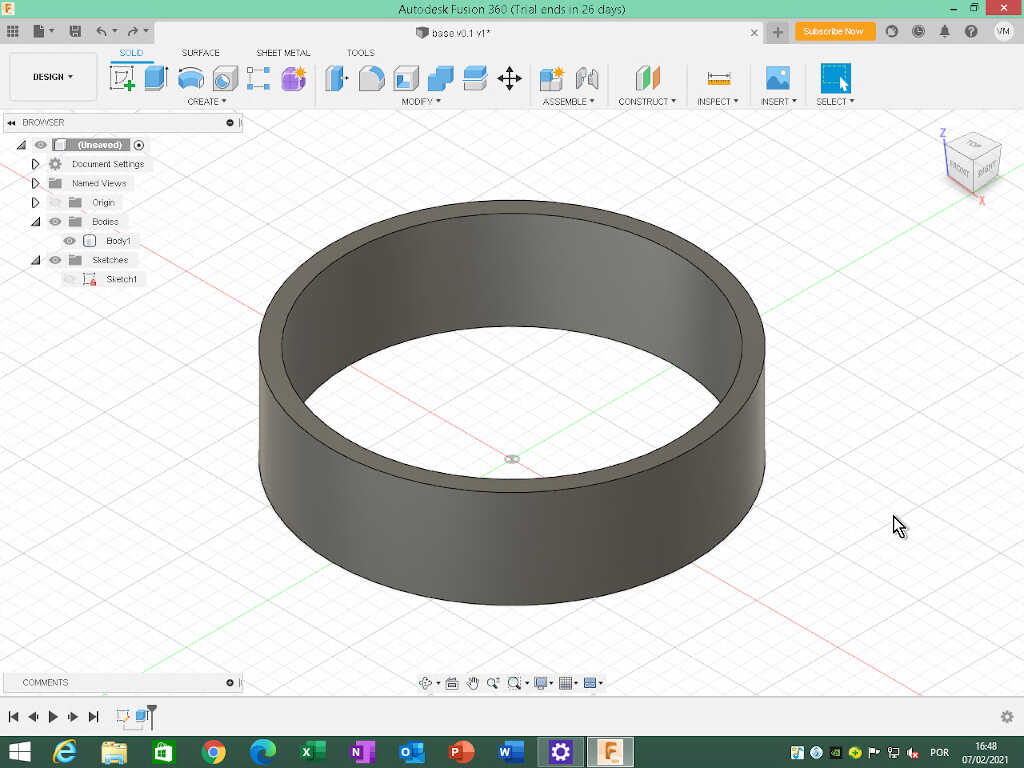 Autodesk Fusion 360 (Trial ends in 26 days)
base v0.1 v1*
Subscribe Now
VM
DESIGN
SOLID
SURFACE
SHEET METAL
TOOLS
CREATE
MODIFY
ASSEMBLE
CONSTRUCT
INSPECT
INSERT
SELECT
BROWSER
(Unsaved)
Document Settings
Named Views
Origin
Bodies
Body1
Sketches
Sketch1
Z
TOP
FRONT
RIGHT
X
COMMENTS
POR
16:48
07/02/2021